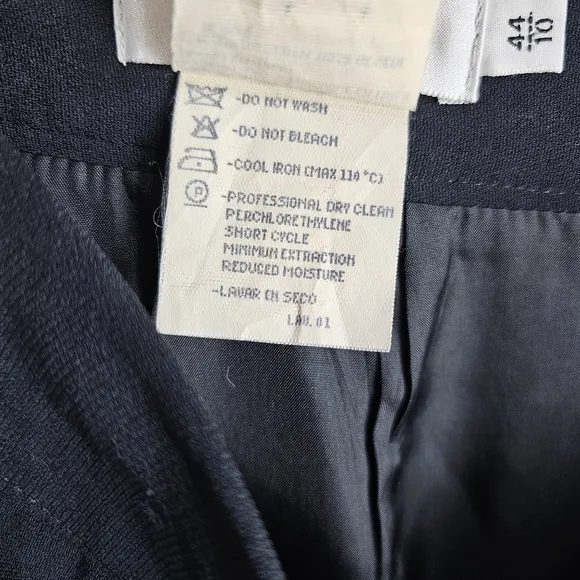 44
10
-DO NOT WASH
-DO NOT BLEACH
-COOL IRON (MAX 110 °C)
P
-PROFESSIONAL DRY CLEAN
PERCHLORETHYLENE
SHORT CYCLE
MINIMUM EXTRACTION
REDUCED MOISTURE
-LAVAR EN SECO
LAV. 01